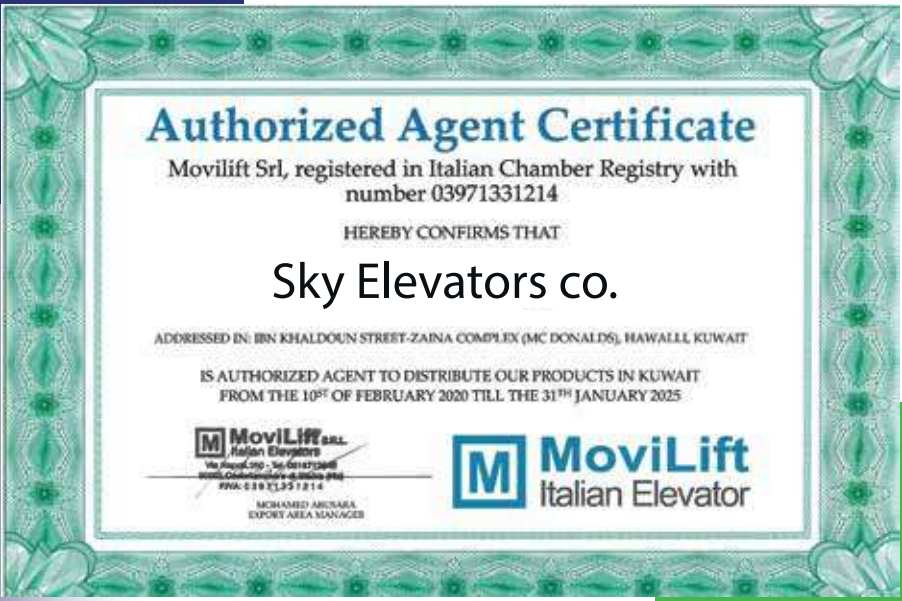 Authorized Agent Certificate
Movilift Srl, registered in Italian Chamber Registry with
number 03971331214
HEREBY CONFIRMS THAT
Sky Elevators co.
ADDRESSED IN: IBN KHALDOUN STREET-ZAINA COMPLEX (MC DONALDS), HAWALLI, KUWAIT
IS AUTHORIZED AGENT TO DISTRIBUTE OUR PRODUCTS IN KUWAIT
FROM THE 10ST OF FEBRUARY 2020 TILL THE 31TH JANUARY 2025
M MoviLift S.R.L.
Italian Elevators
P.IVA: 03971331214
MOHAMED ABUSARA
EXPORT AREA MANAGER
M MoviLift
Italian Elevator